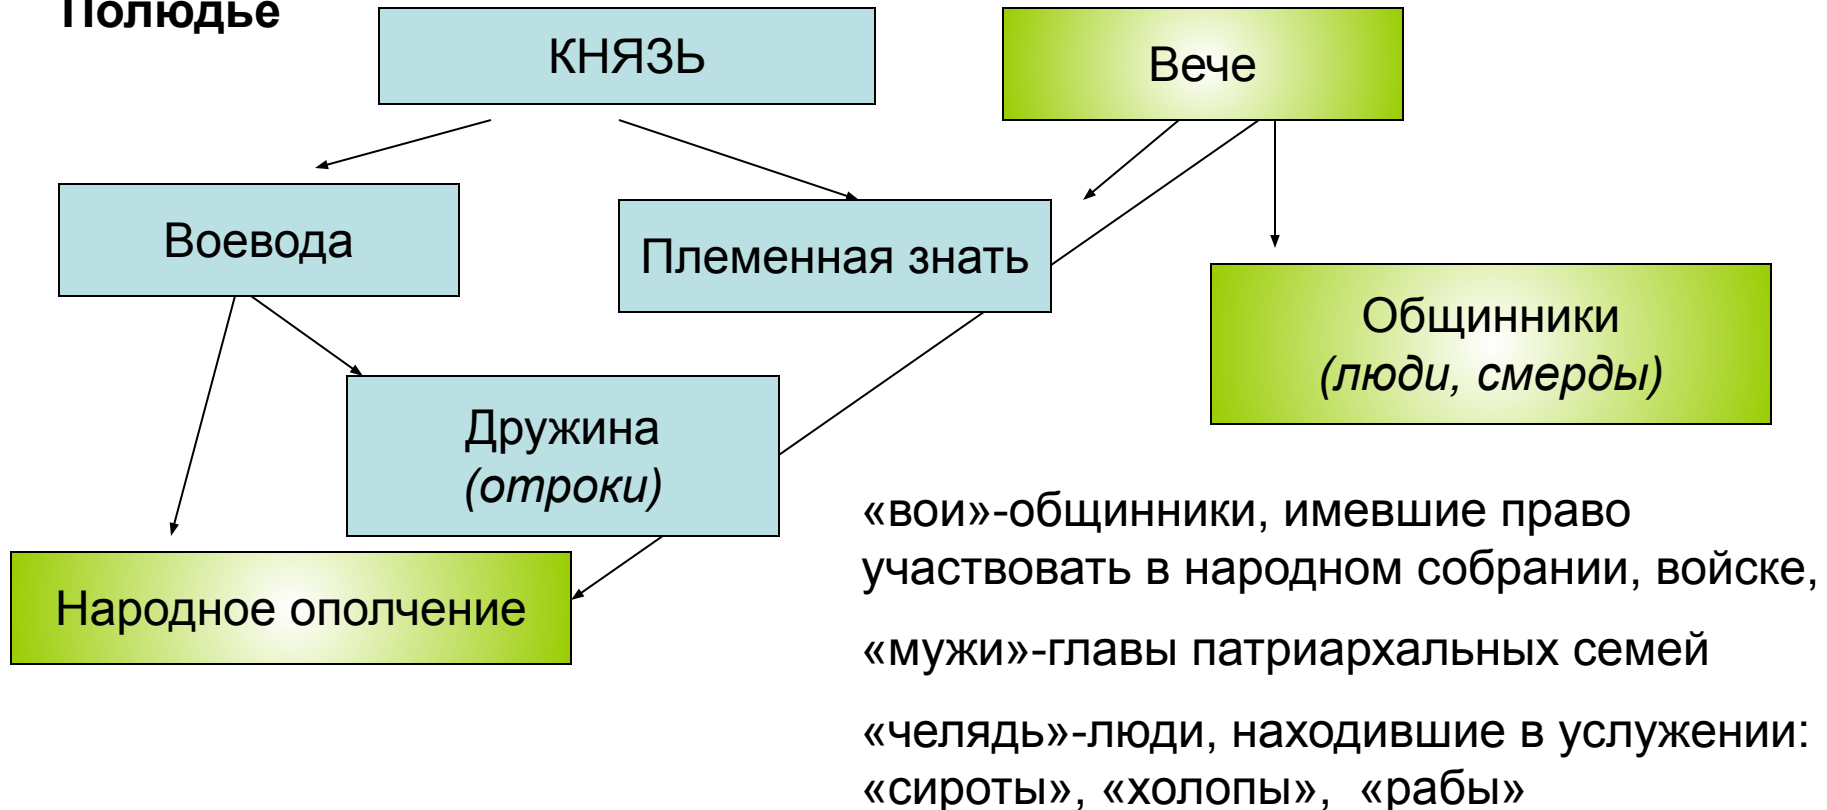 Полюдье
КНЯЗЬ
Вече
Воевода
Племенная знать
Общинники
(люди, смерды)
Дружина
(отроки)
Народное ополчение
«вои»-общинники, имевшие право
участвовать в народном собрании, войске,
«мужи»-главы патриархальных семей
«челядь»-люди, находившие в услужении:
«сироты», «холопы», «рабы»